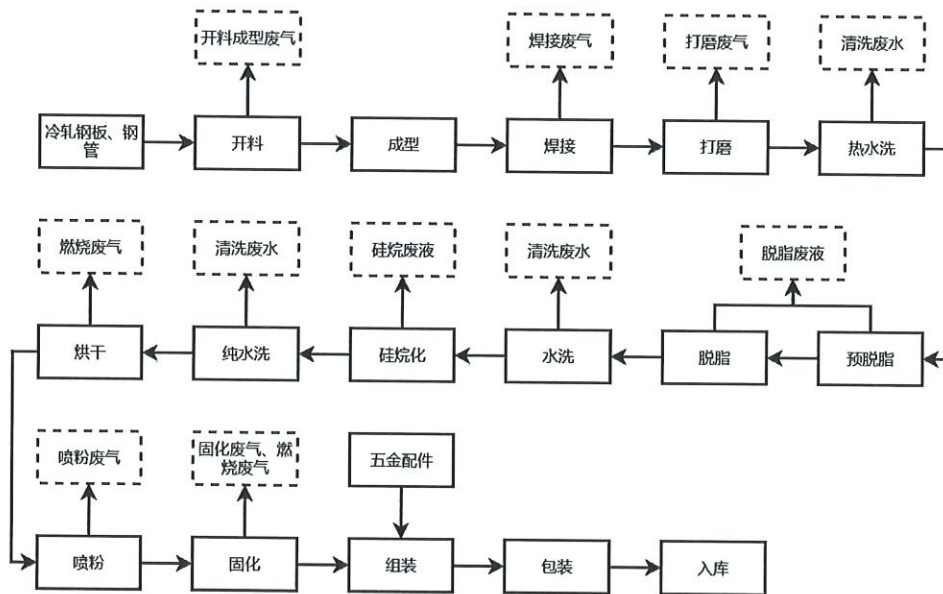 开料成型废气
焊接废气
打磨废气
清洗废水
冷轧钢板、钢
管
开料
成型
焊接
打磨
热水洗
燃烧废气
清洗废水
硅烷废液
清洗废水
脱脂废液
烘干
纯水洗
硅烷化
水洗
脱脂
预脱脂
喷粉废气
固化废气、燃
烧废气
五金配件
喷粉
固化
组装
包装
入库